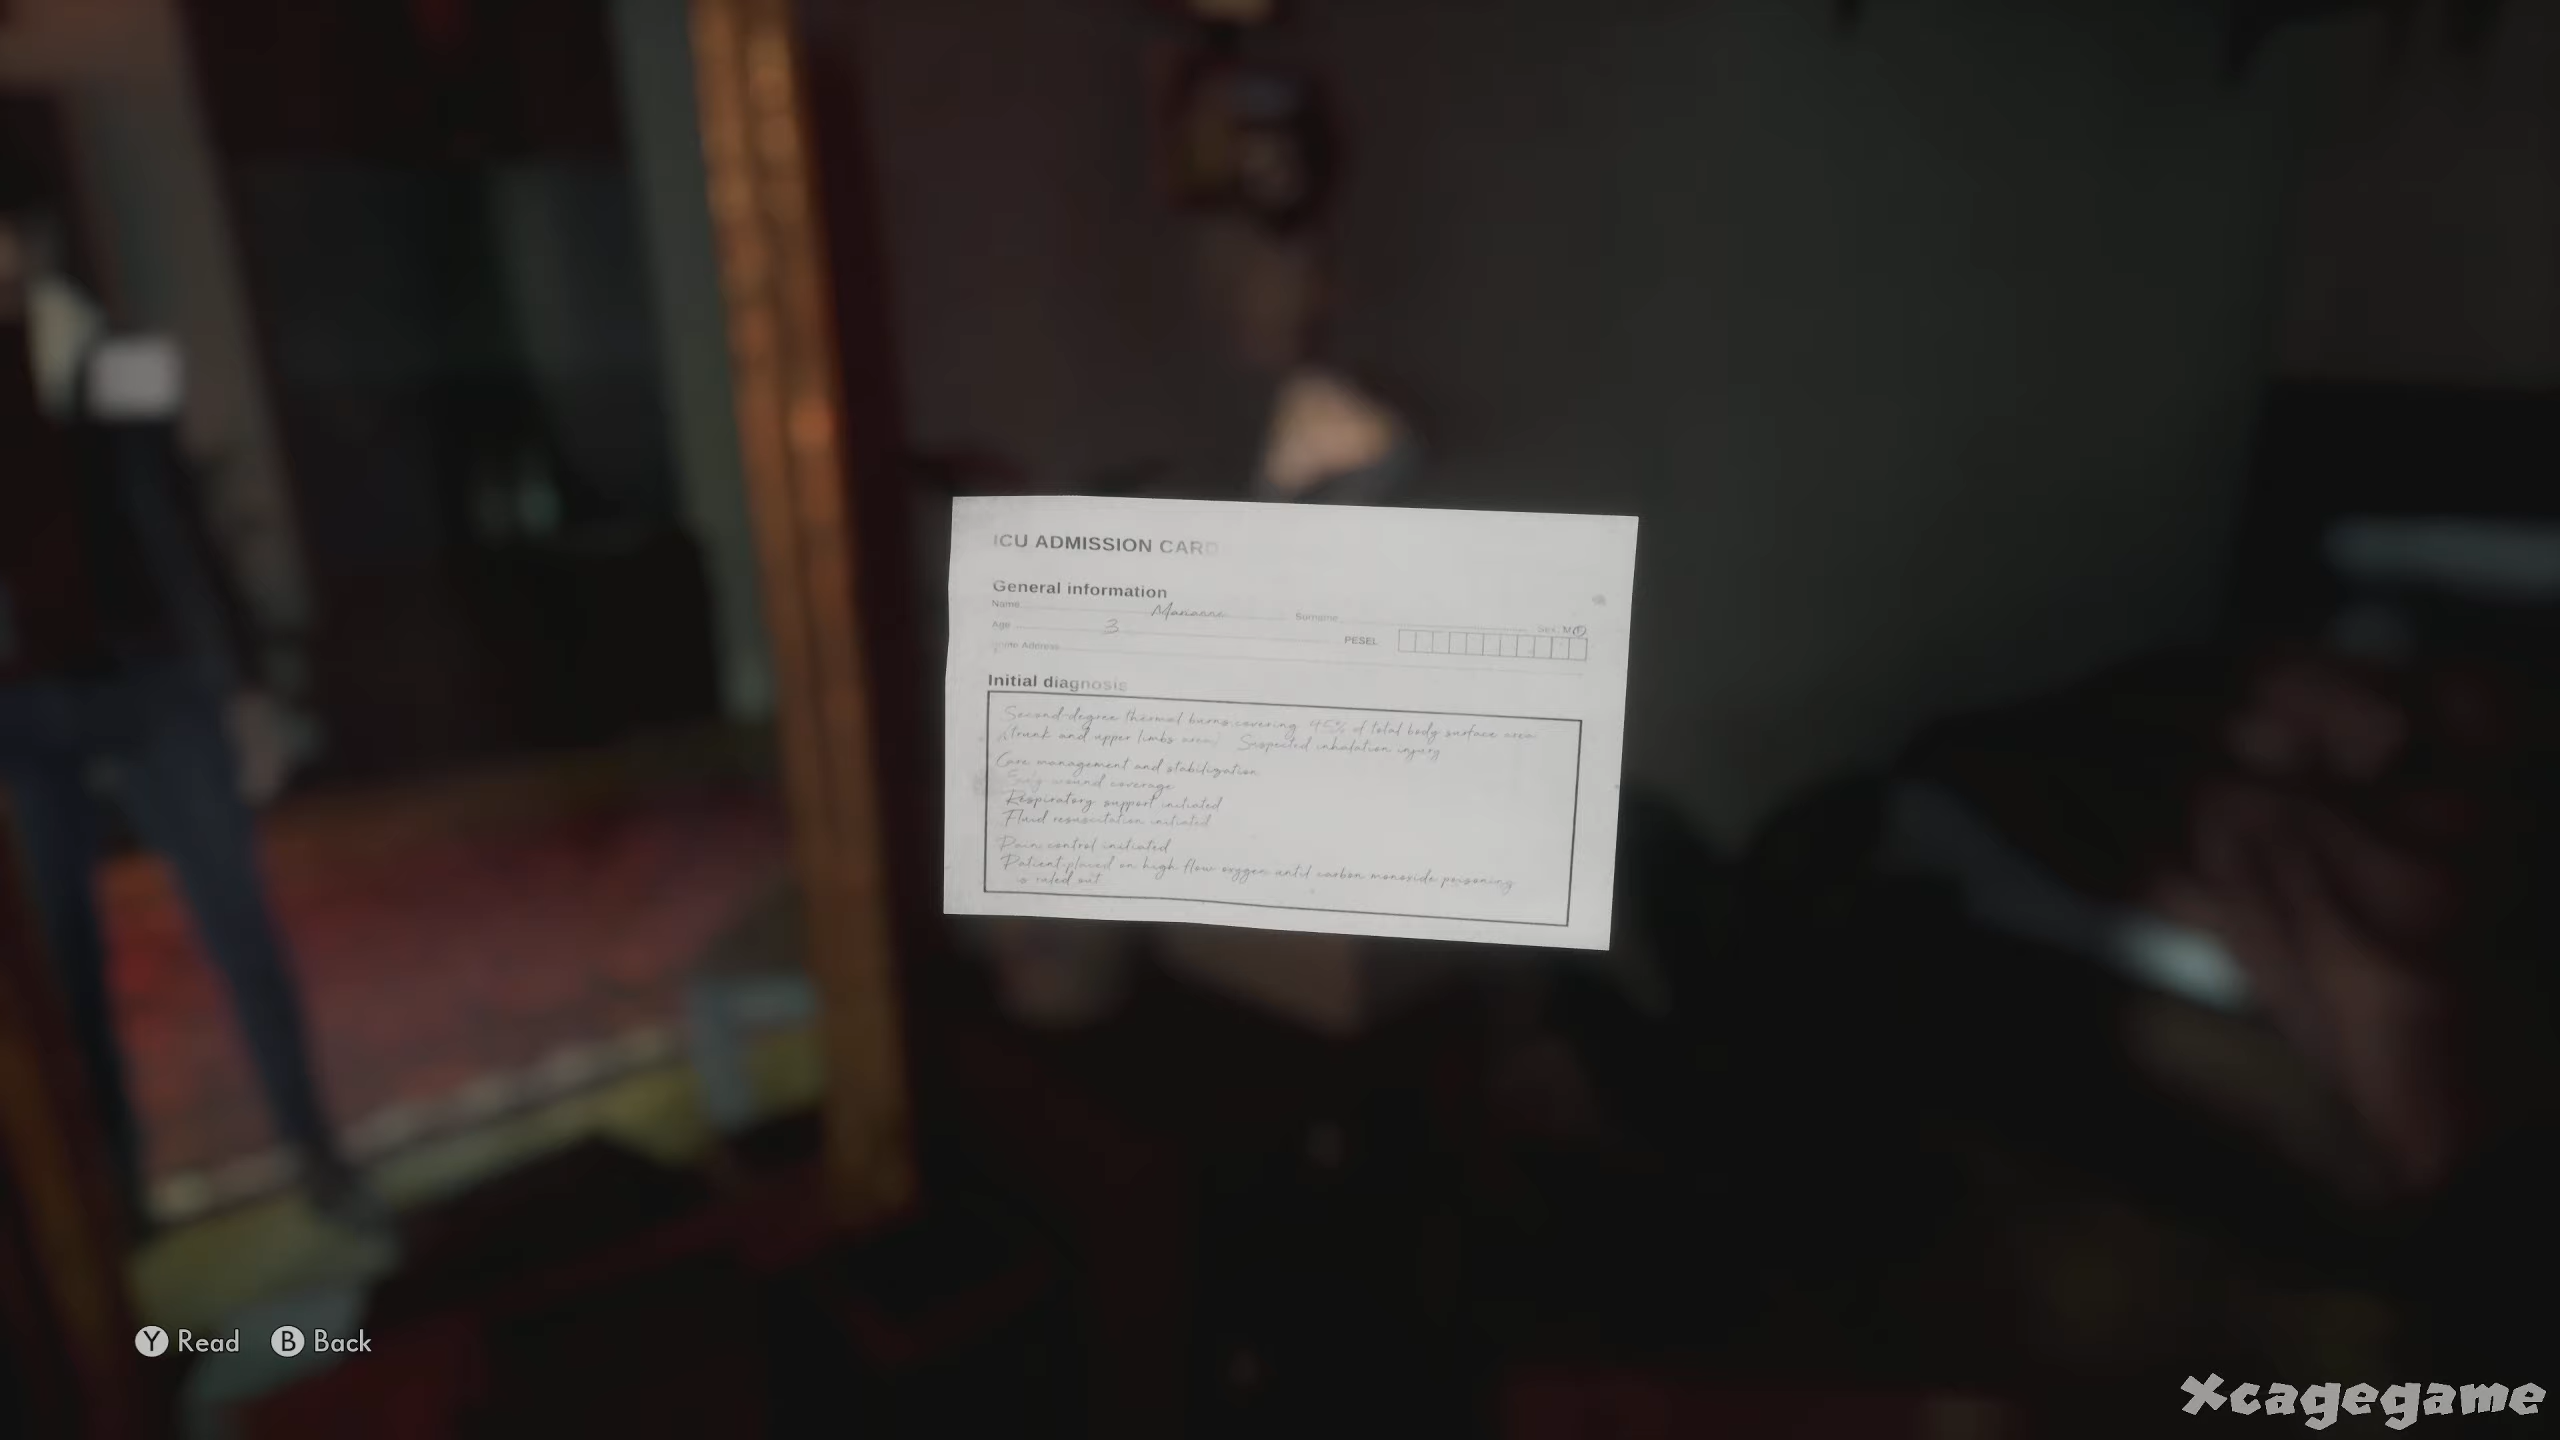 ICU ADMISSION CARD
General information
Name Marianne Surname Sex M F
Age 3 PESEL
Home Address
Initial diagnosis
Second-degree thermal burns covering 45% of total body surface area
(trunk and upper limbs area) Suspected inhalation injury
Care management and stabilization
Early wound coverage
Respiratory support initiated
Fluid resuscitation initiated
Pain control initiated
Patient placed on high flow oxygen until carbon monoxide poisoning
is ruled out
Y Read B Back
Xcagegame